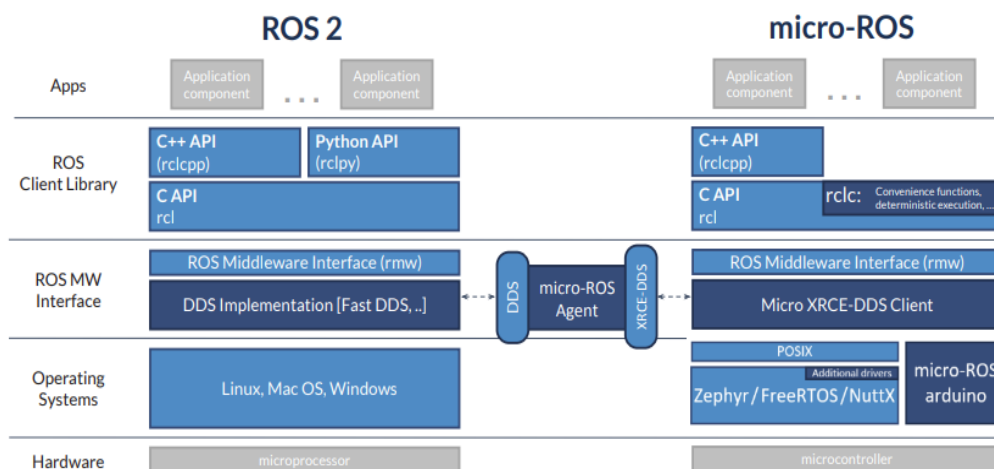 ROS 2
micro-ROS
Apps
Application
component
...
Application
component
Application
component
...
Application
component
ROS
Client Library
C++ API
(rclcpp)
Python API
(rclpy)
C API
rcl
C++ API
(rclcpp)
C API
rcl
rclc:
Convenience functions,
deterministic execution, ...
ROS MW
Interface
ROS Middleware Interface (rmw)
DDS Implementation [Fast DDS, ..]
DDS
micro-ROS
Agent
XRCE-DDS
ROS Middleware Interface (rmw)
Micro XRCE-DDS Client
Operating
Systems
Linux, Mac OS, Windows
POSIX
Additional drivers
Zephyr/FreeRTOS/NuttX
micro-ROS
arduino
Hardware
microprocessor
microcontroller